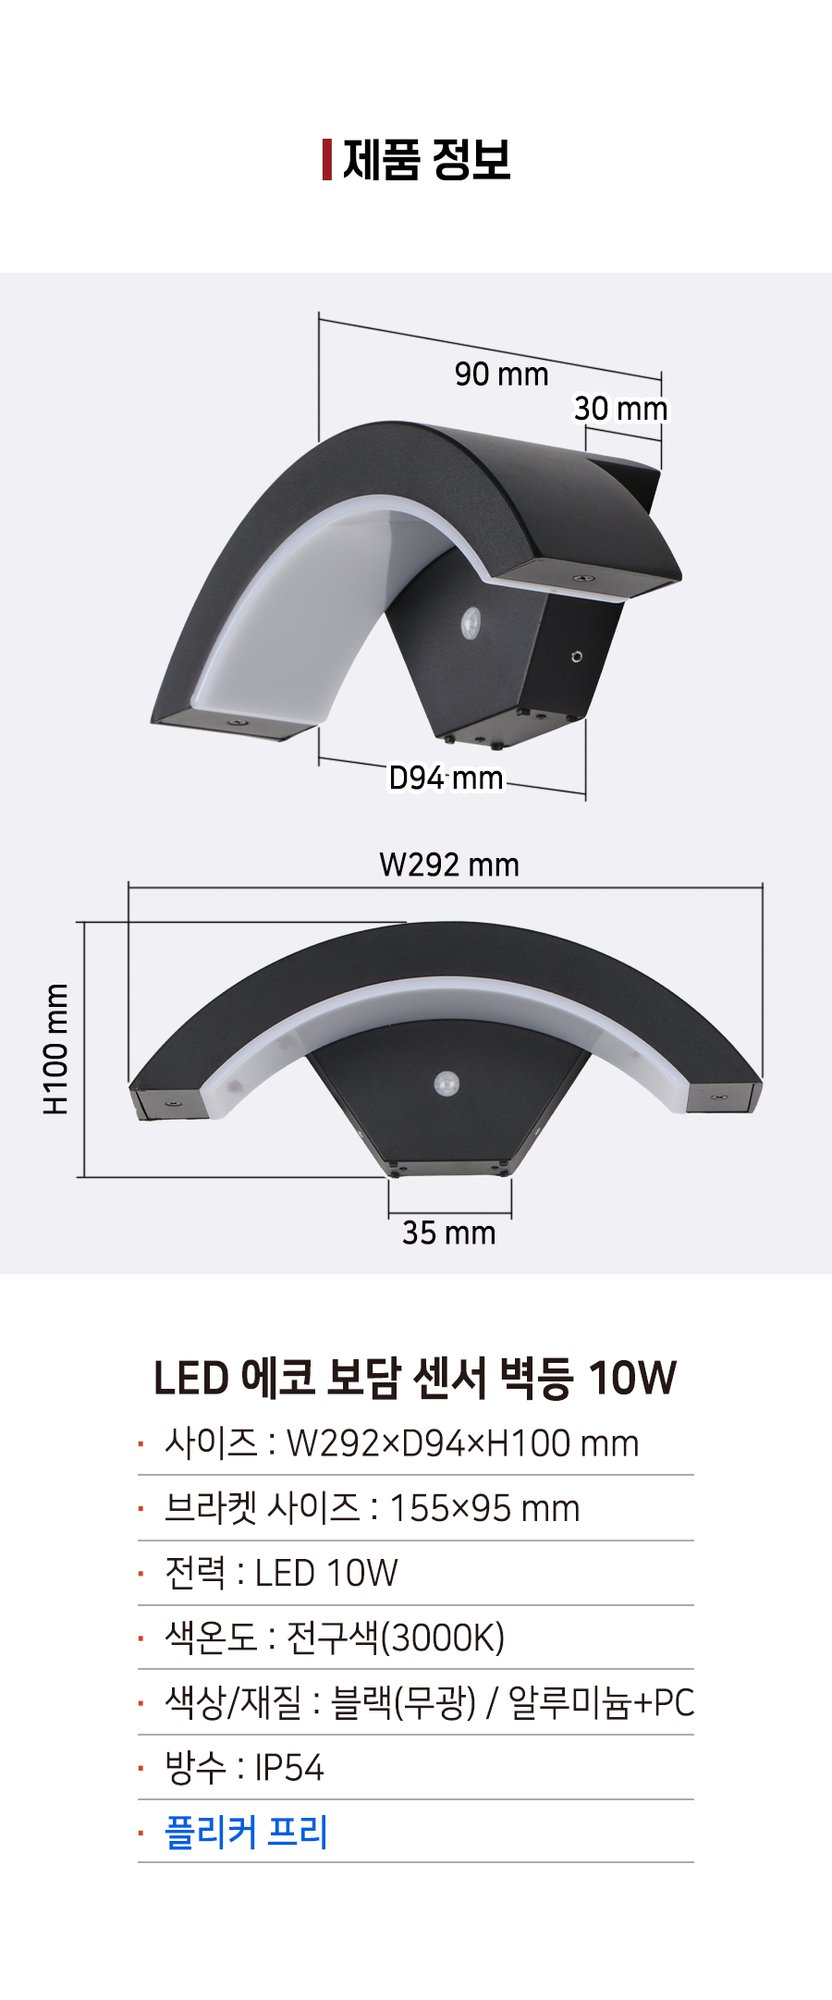 제품 정보
90 mm
30 mm
D94 mm
W292 mm
H100 mm
35 mm
LED 에코 보담 센서 벽등 10W
· 사이즈 : W292×D94×H100 mm
· 브라켓 사이즈 : 155×95 mm
· 전력 : LED 10W
· 색온도 : 전구색(3000K)
· 색상/재질 : 블랙(무광) / 알루미늄+PC
· 방수 : IP54
· 플리커 프리